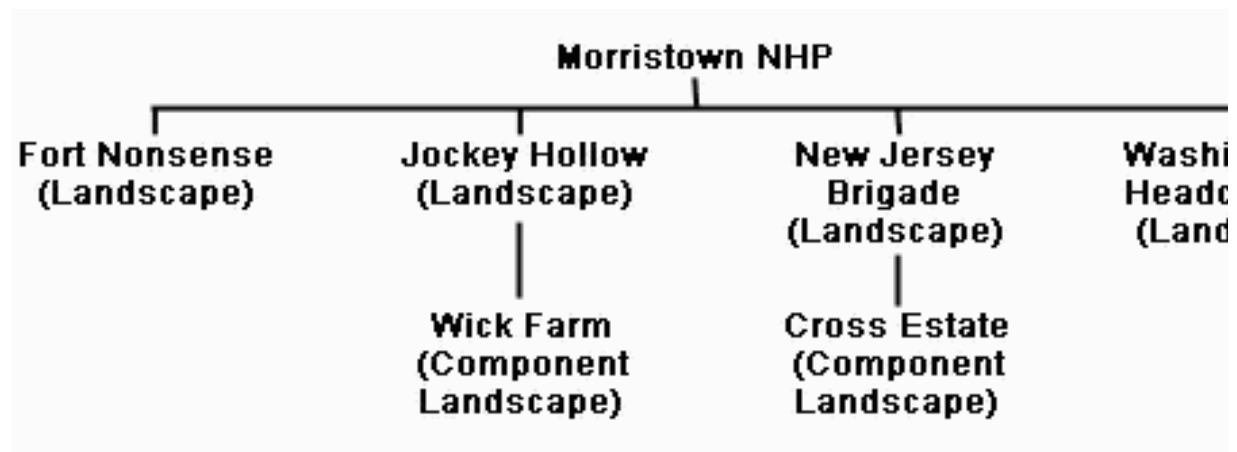 Morristown NHP
Fort Nonsense
(Landscape)
Jockey Hollow
(Landscape)
New Jersey
Brigade
(Landscape)
Wick Farm
(Component
Landscape)
Cross Estate
(Component
Landscape)